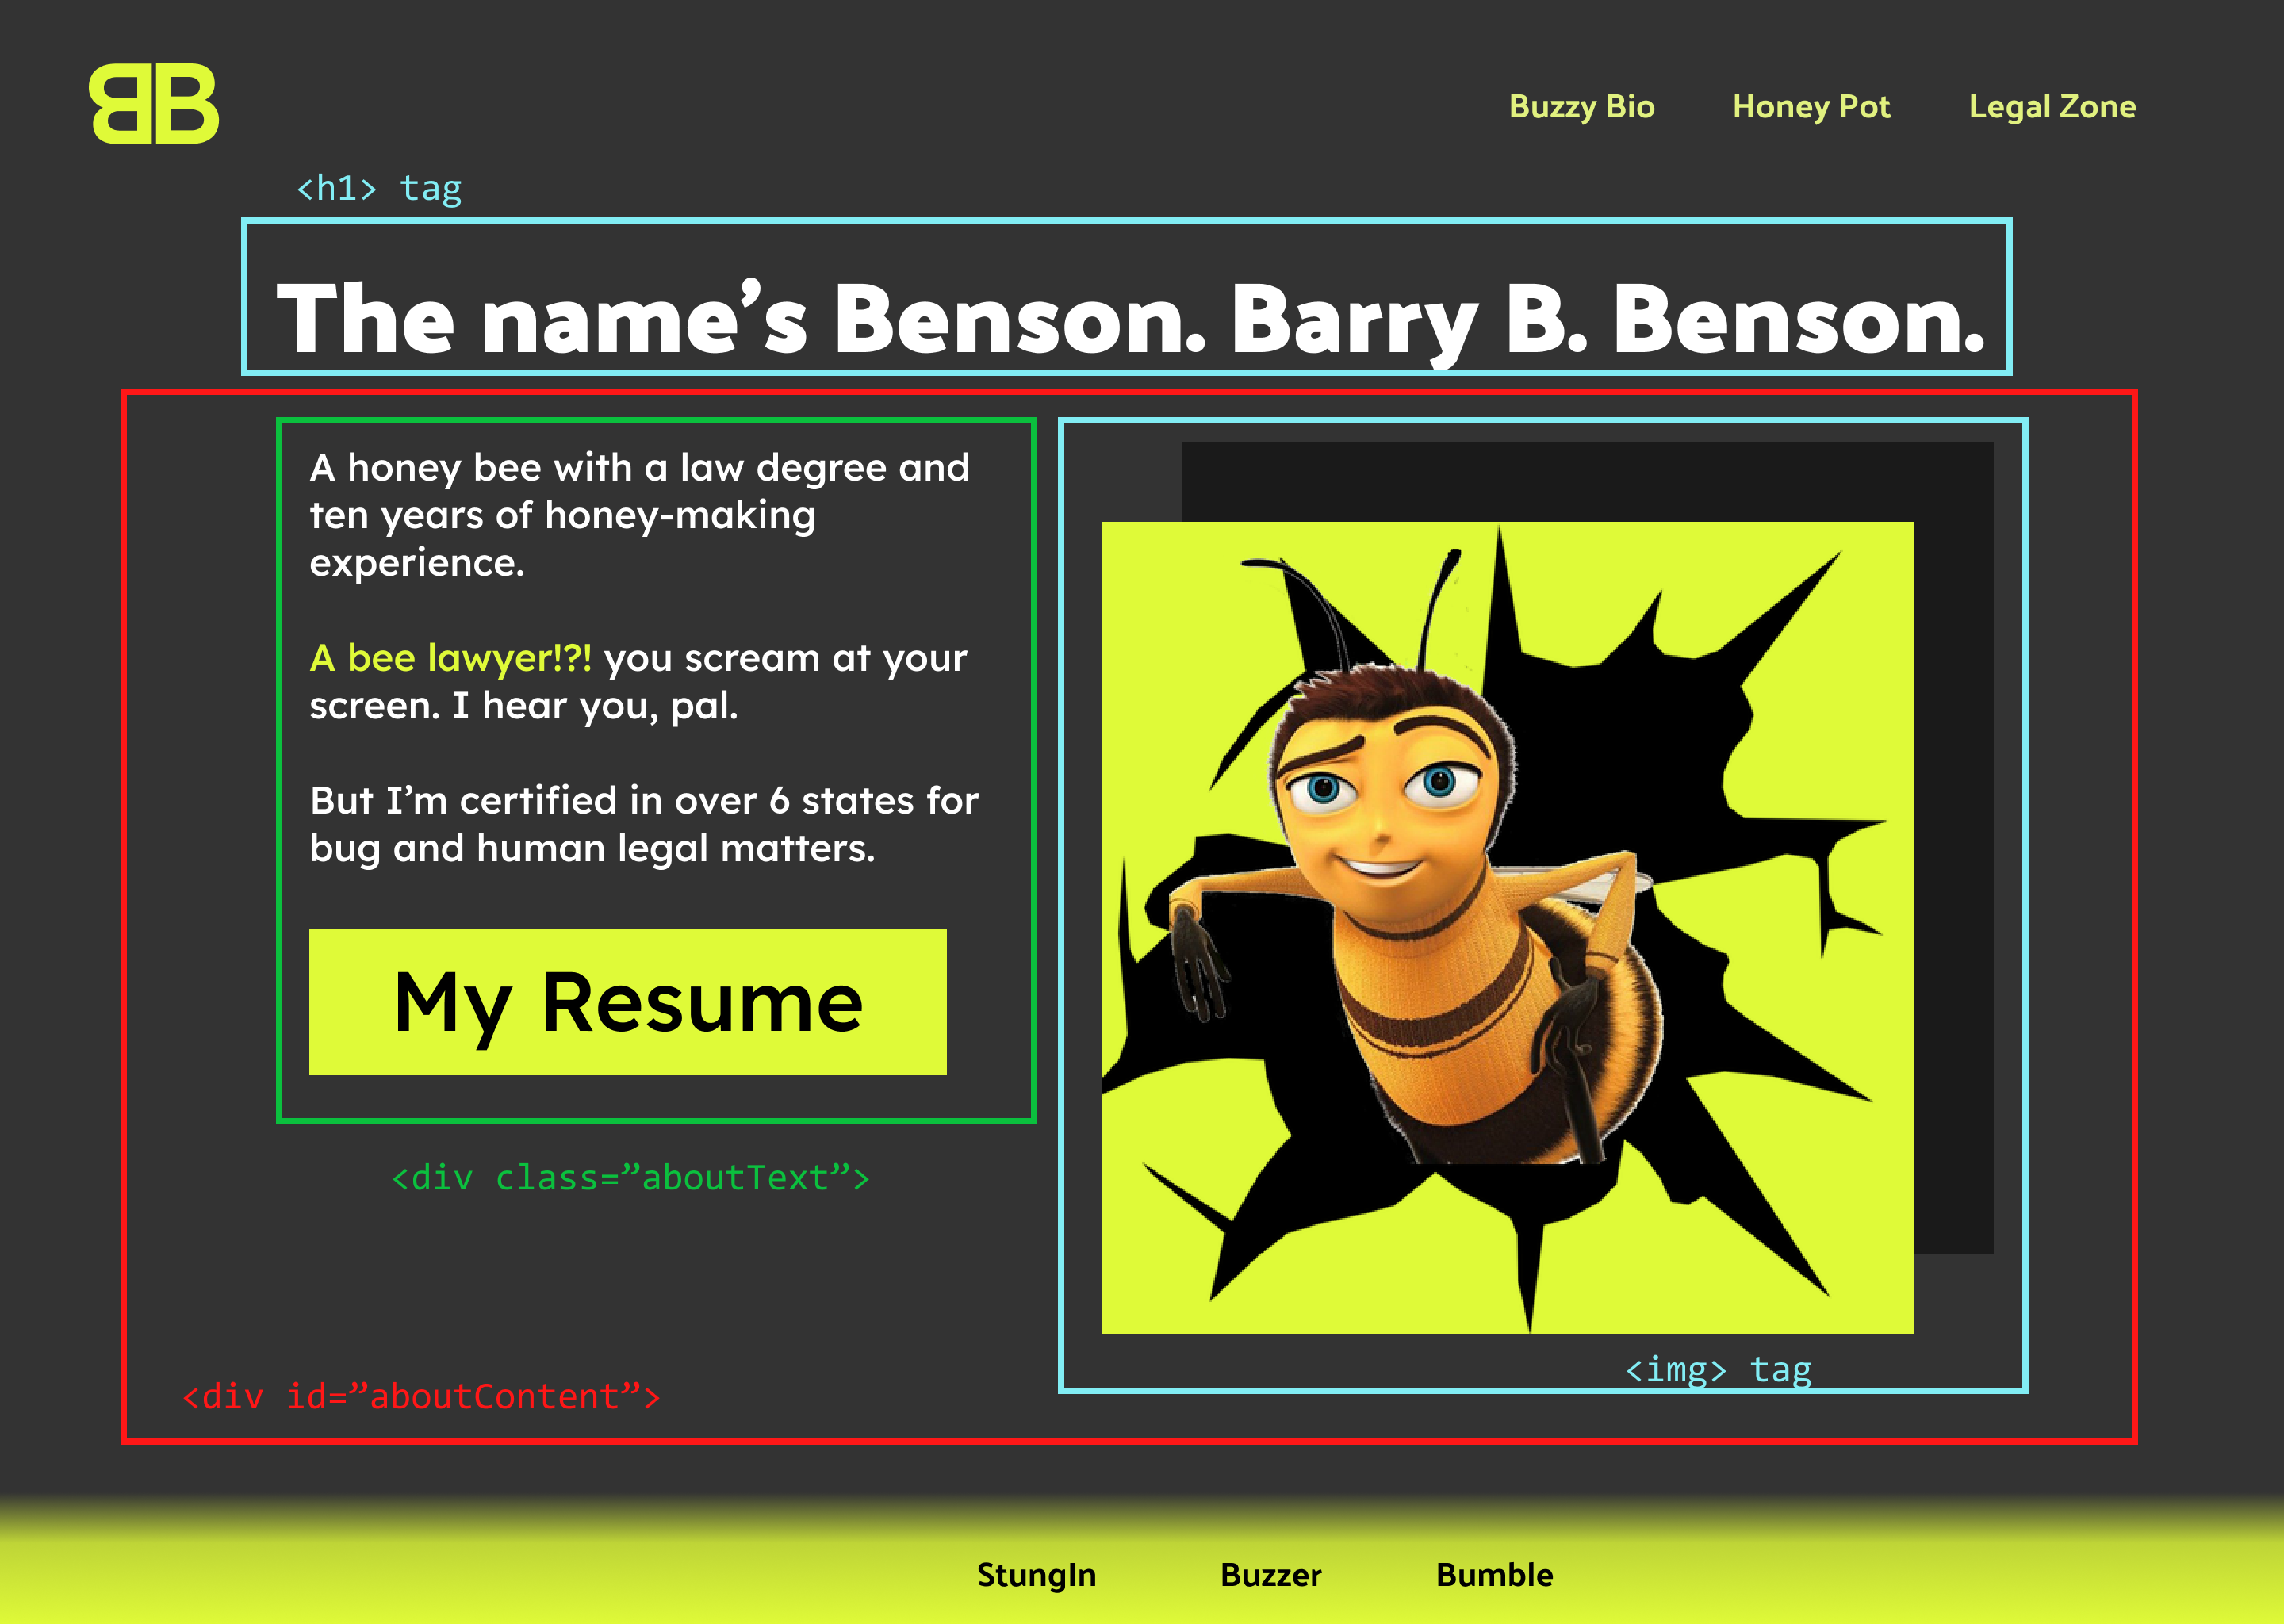 BB
Buzzy Bio Honey Pot Legal Zone
<h1> tag
The name’s Benson. Barry B. Benson.
A honey bee with a law degree and
ten years of honey-making
experience.
A bee lawyer!?! you scream at your
screen. I hear you, pal.
But I’m certified in over 6 states for
bug and human legal matters.
My Resume
<div class=”aboutText”>
<img> tag
<div id=”aboutContent”>
StungIn Buzzer Bumble